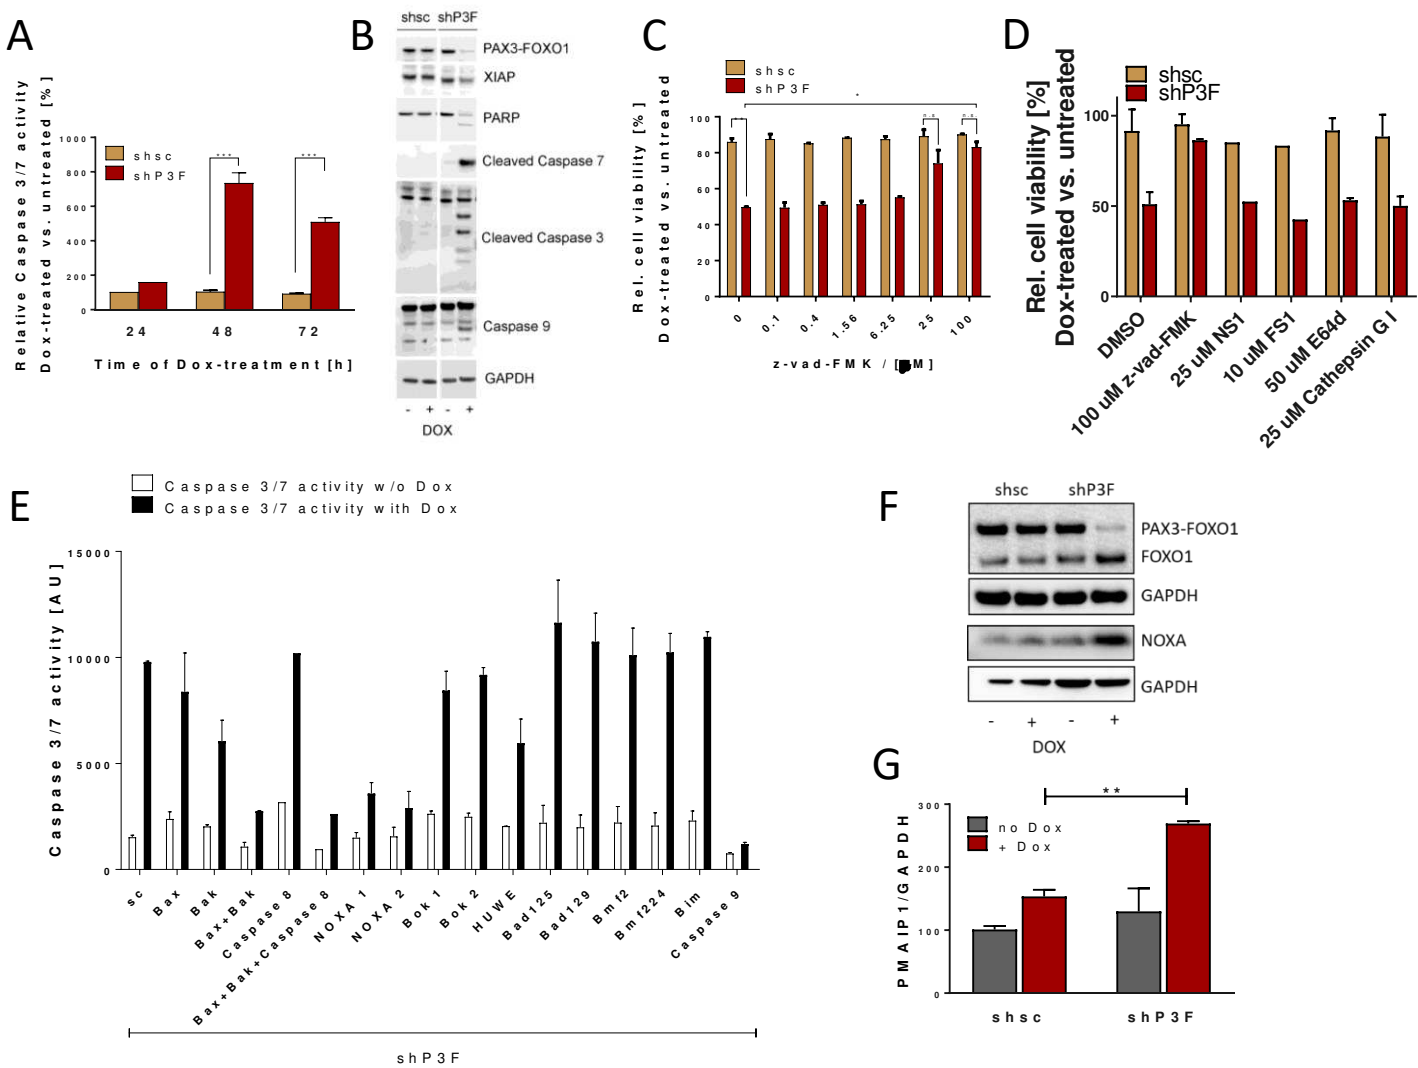 A
Relative Caspase 3/7 activity
Dox-treated vs. untreated [%]
1000
800
600
400
200
0
shsc
shP3F
***
***
24 48 72
Time of Dox-treatment [h]
B
shsc shP3F
PAX3-FOXO1
XIAP
PARP
Cleaved Caspase 7
Cleaved Caspase 3
Caspase 9
GAPDH
- + - +
DOX
C
Rel. cell viability [%]
Dox-treated vs. untreated
shsc
shP3F
100
80
60
40
20
0
**
*
n.s.
n.s.
0 0.1 0.4 1.56 6.25 25 100
z-vad-FMK / [μM]
D
Rel. cell viability [%]
Dox-treated vs. untreated
shsc
shP3F
100
50
0
DMSO
100 uM z-vad-FMK
25 uM NS1
10 uM FS1
50 uM E64d
25 uM Cathepsin G I
E
Caspase 3/7 activity w/o Dox
Caspase 3/7 activity with Dox
Caspase 3/7 activity [AU]
15000
10000
5000
0
sc
Bax
Bak
Bax+Bak
Caspase 8
Bax+Bak+Caspase 8
NOXA 1
NOXA 2
Bok 1
Bok 2
HUWE
Bad125
Bad129
Bmf2
Bmf224
Bim
Caspase 9
shP3F
F
shsc shP3F
PAX3-FOXO1
FOXO1
GAPDH
NOXA
GAPDH
- + - +
DOX
G
PMAIP1/GAPDH
300
200
100
0
no Dox
+ Dox
**
shsc shP3F